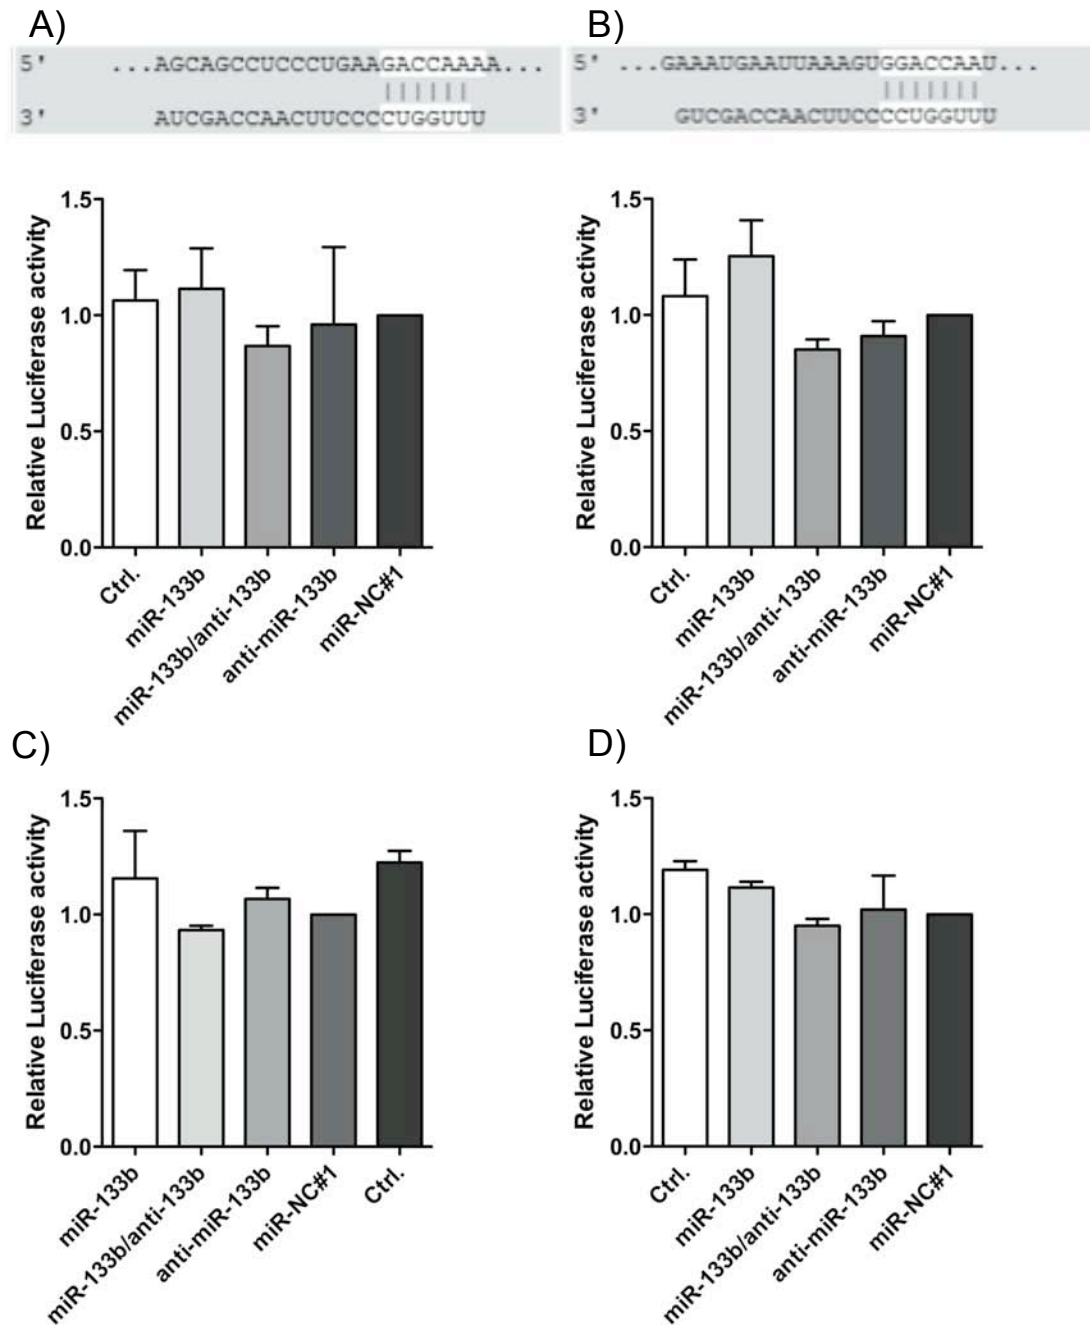 A)
5' ...AGCAGCCUCCCUGAAGACCAAAA...
||||||
3' AUCGACCAACUUCCCCUGGUUU
B)
5' ...GAAAUGAAUUAAAGUGGACCAAU...
|||||||
3' GUCGACCAACUUCCCCUGGUUU
1.5
1.0
0.5
0.0
Relative Luciferase activity
Ctrl.
miR-133b
miR-133b/anti-133b
anti-miR-133b
miR-NC#1
1.5
1.0
0.5
0.0
Relative Luciferase activity
Ctrl.
miR-133b
miR-133b/anti-133b
anti-miR-133b
miR-NC#1
C)
1.5
1.0
0.5
0.0
Relative Luciferase activity
miR-133b
miR-133b/anti-133b
anti-miR-133b
miR-NC#1
Ctrl.
D)
1.5
1.0
0.5
0.0
Relative Luciferase activity
Ctrl.
miR-133b
miR-133b/anti-133b
anti-miR-133b
miR-NC#1